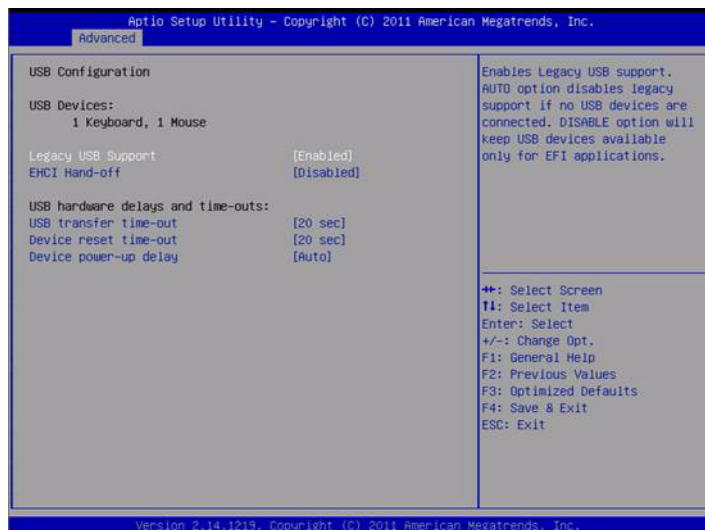 Aptio Setup Utility – Copyright (C) 2011 American Megatrends, Inc.
Advanced
USB Configuration
USB Devices:
1 Keyboard, 1 Mouse
Legacy USB Support [Enabled]
EHCI Hand-off [Disabled]
USB hardware delays and time-outs:
USB transfer time-out [20 sec]
Device reset time-out [20 sec]
Device power-up delay [Auto]
Enables Legacy USB support.
AUTO option disables legacy
support if no USB devices are
connected. DISABLE option will
keep USB devices available
only for EFI applications.
→←: Select Screen
↑↓: Select Item
Enter: Select
+/-: Change Opt.
F1: General Help
F2: Previous Values
F3: Optimized Defaults
F4: Save & Exit
ESC: Exit
Version 2.14.1219. Copyright (C) 2011 American Megatrends, Inc.